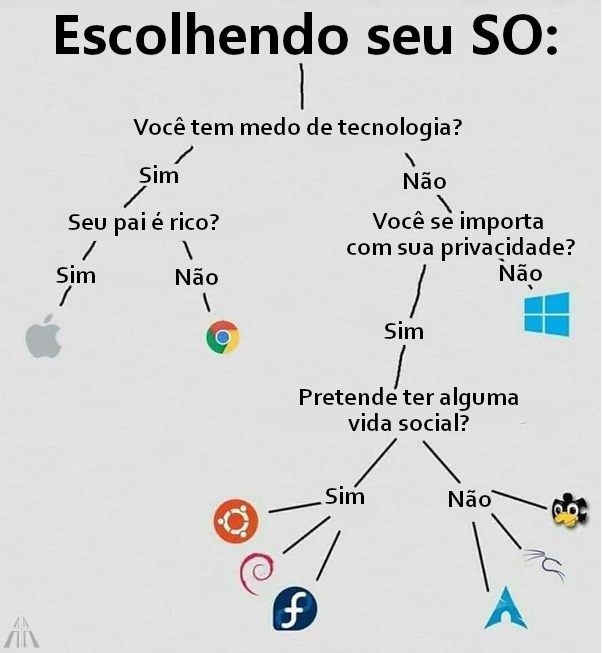 Escolhendo seu SO:
Você tem medo de tecnologia?
Sim
Não
Seu pai é rico?
Você se importa
com sua privacidade?
Sim
Não
Não
Sim
Pretende ter alguma
vida social?
Sim
Não